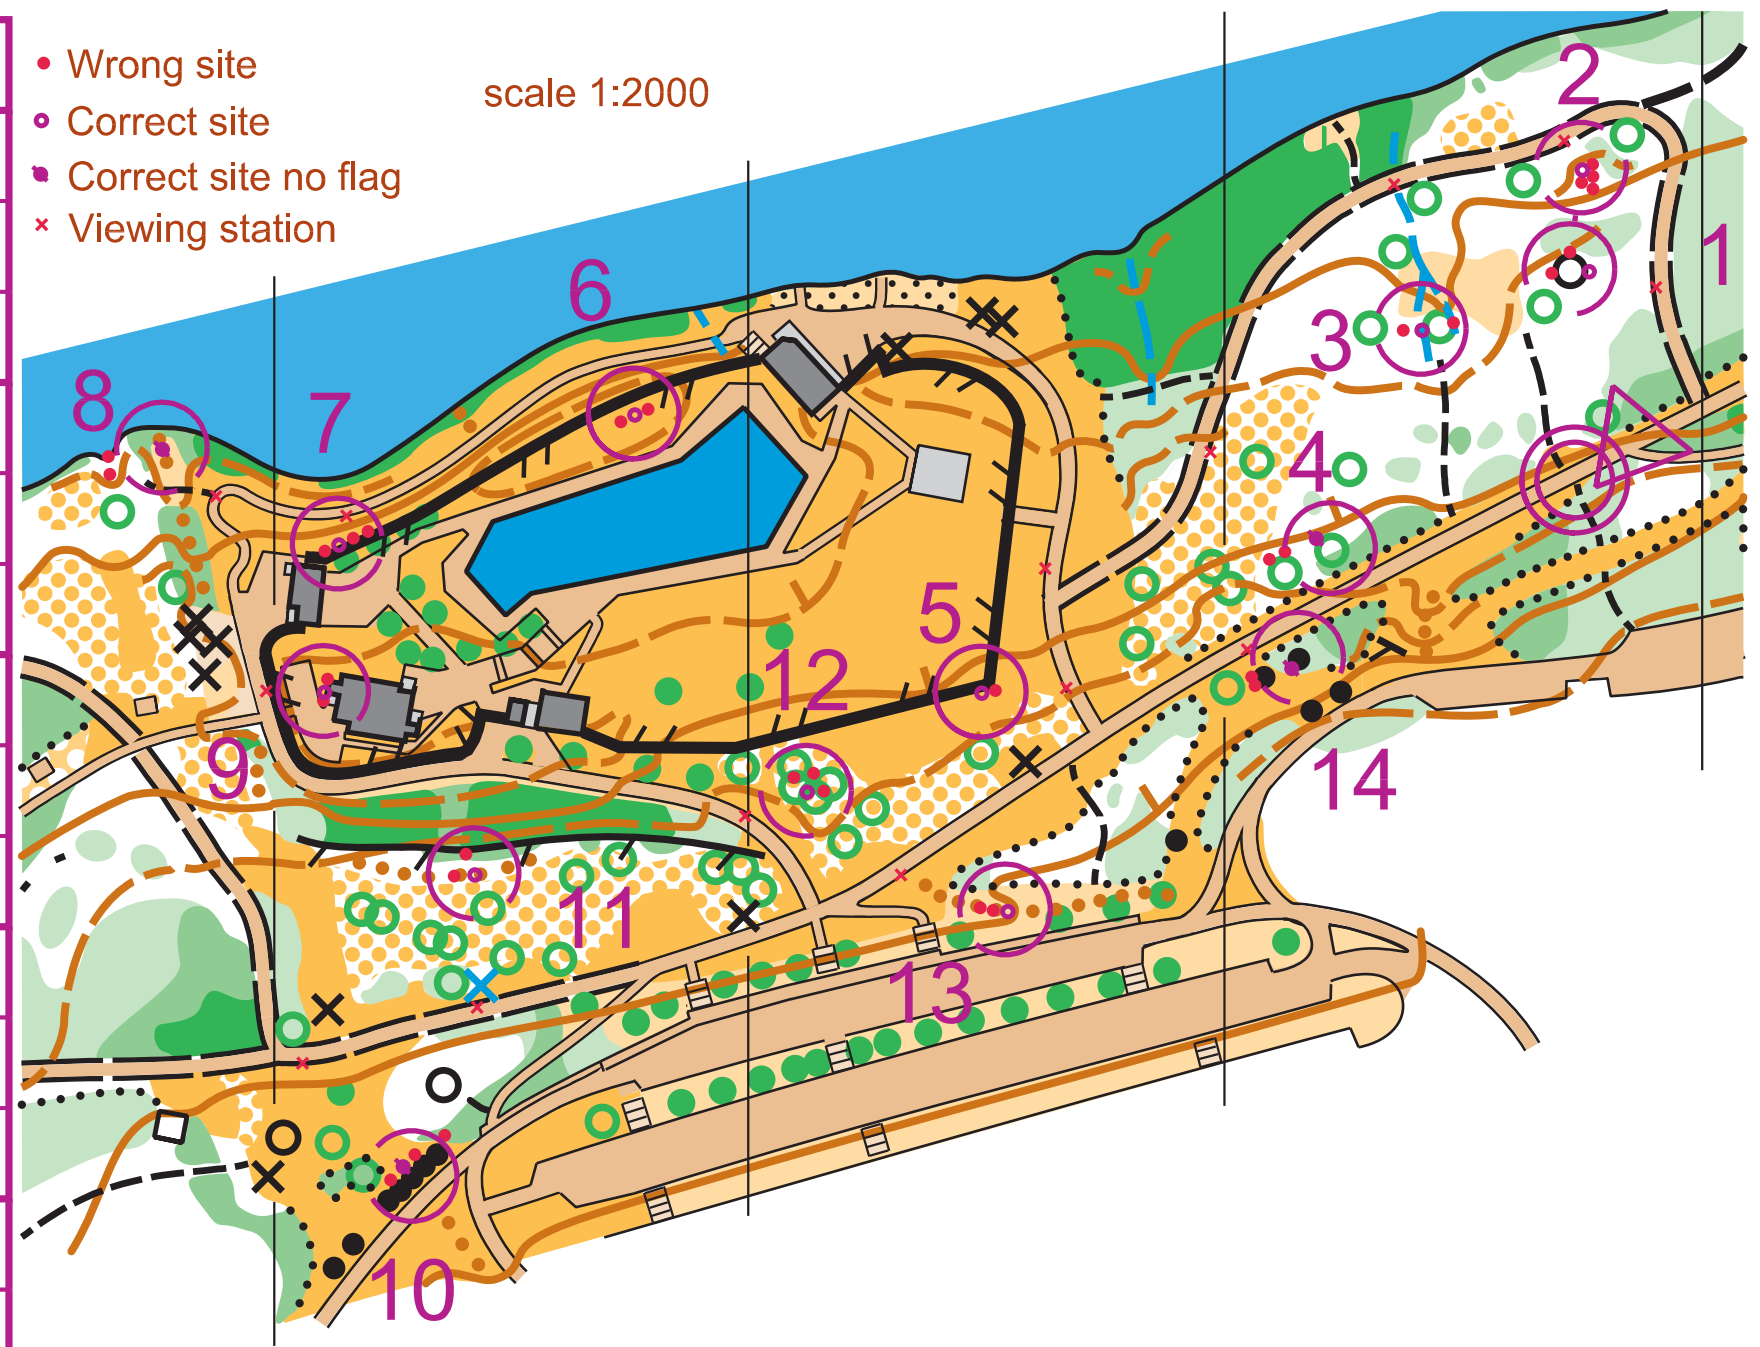 Wrong site
Correct site
Correct site no flag
Viewing station
scale 1:2000
2
1
6
3
8
7
4
5
12
9
14
11
13
10